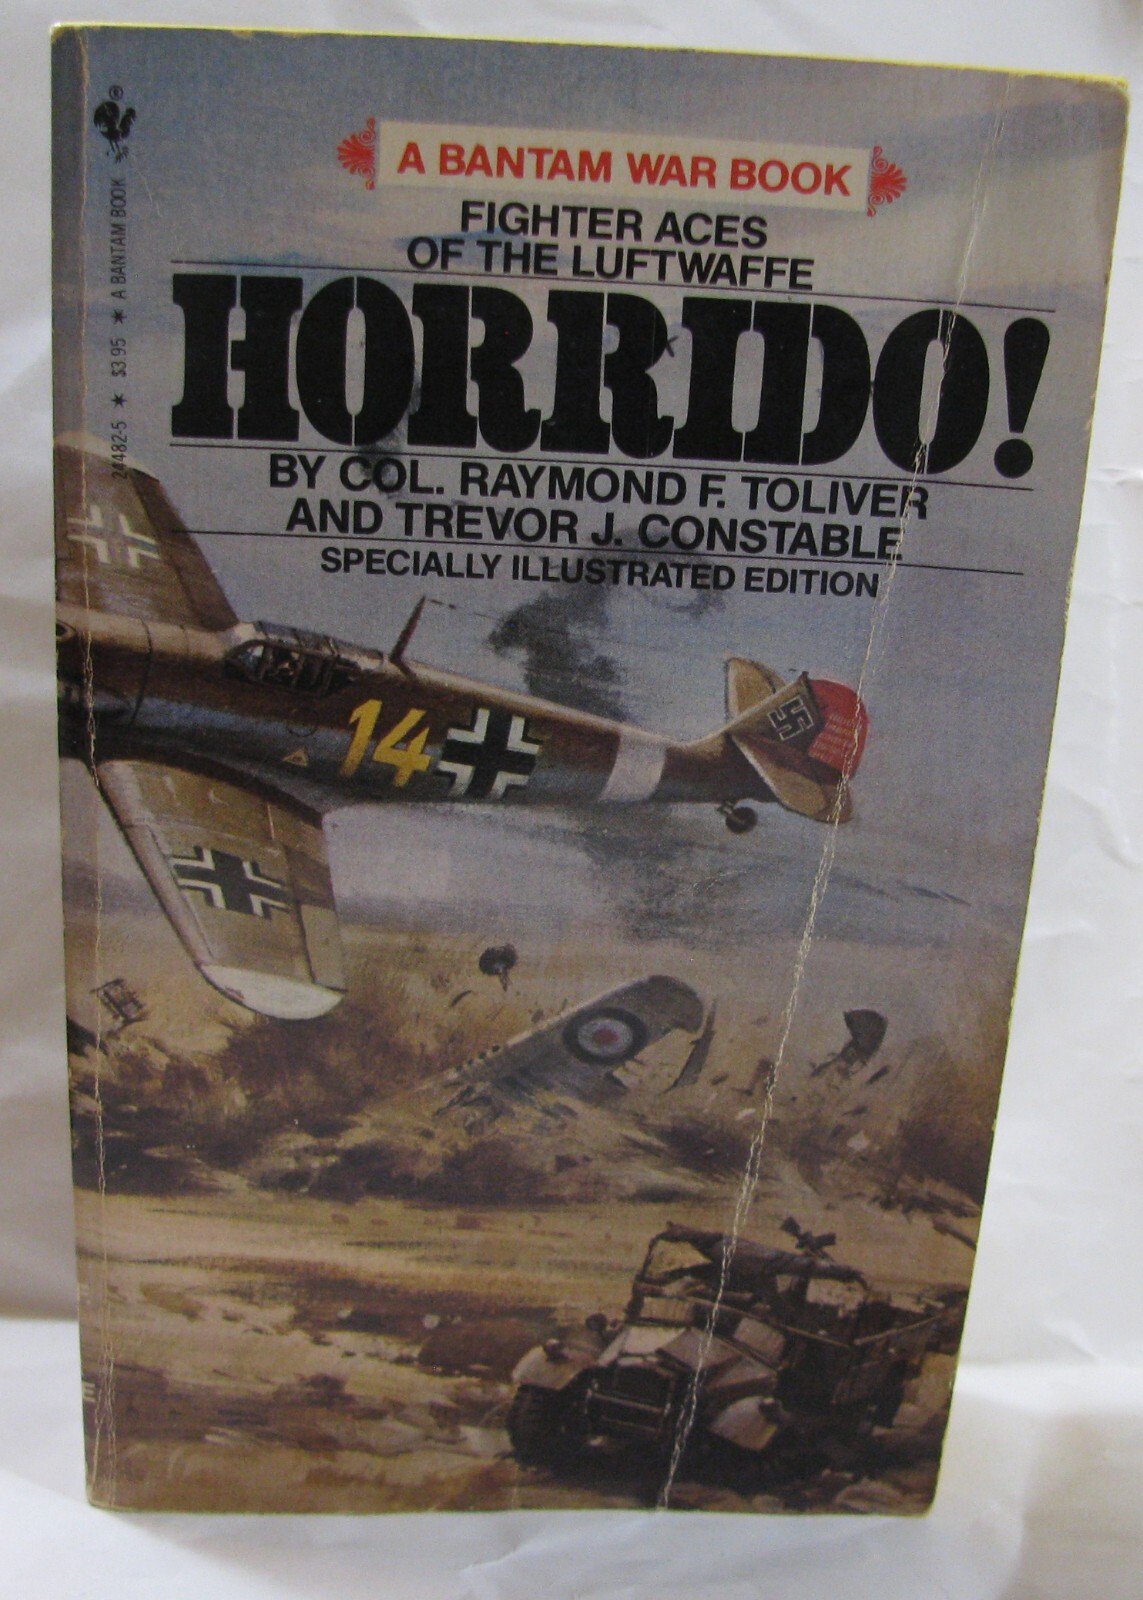 A BANTAM WAR BOOK
FIGHTER ACES
OF THE LUFTWAFFE
HORRIDO!
BY COL. RAYMOND F. TOLIVER
AND TREVOR J. CONSTABLE
SPECIALLY ILLUSTRATED EDITION
24482-5 ★ $3.95 ★ A BANTAM BOOK
®
14
E